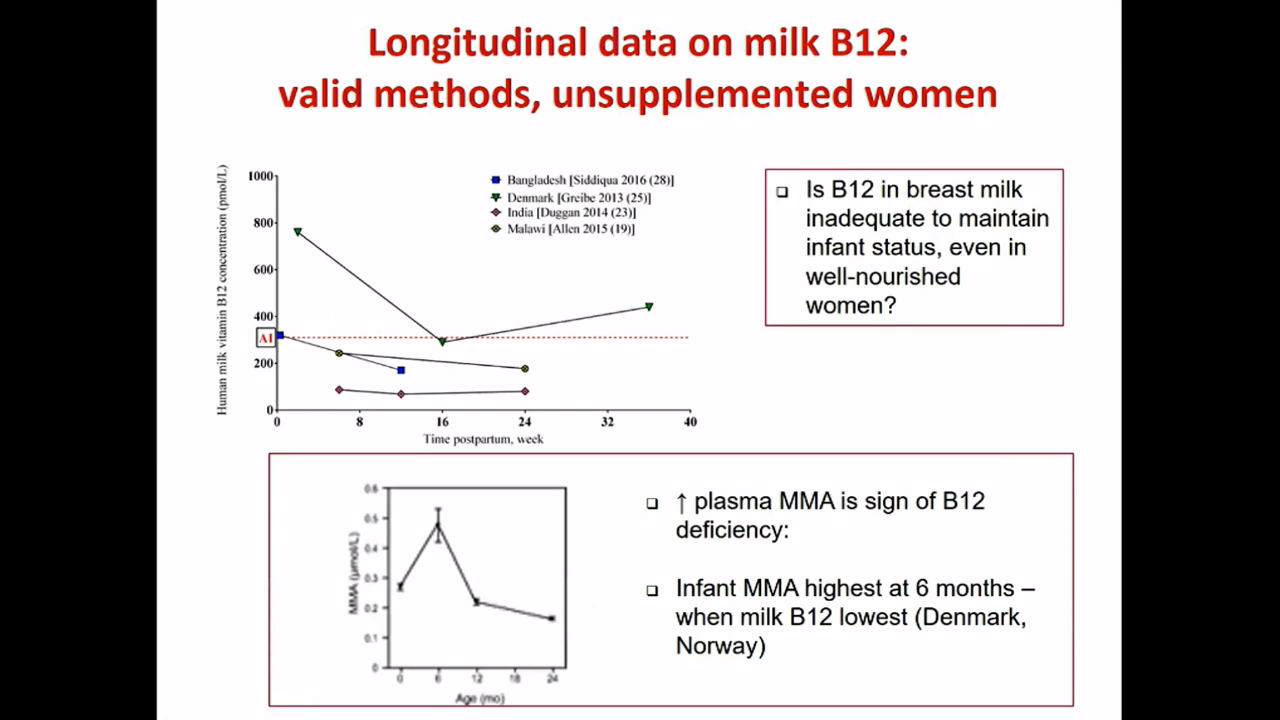 Longitudinal data on milk B12:
valid methods, unsupplemented women
Human milk vitamin B12 concentration (pmol/L)
1000
800
600
400
AI
200
0
0 8 16 24 32 40
Time postpartum, week
Bangladesh [Siddiqua 2016 (28)]
Denmark [Greibe 2013 (25)]
India [Duggan 2014 (23)]
Malawi [Allen 2015 (19)]
❑ Is B12 in breast milk
inadequate to maintain
infant status, even in
well-nourished
women?
MMA (µmol/L)
0.6
0.5
0.4
0.3
0.2
0.1
0
0 6 12 18 24
Age (mo)
❑ ↑ plasma MMA is sign of B12
deficiency:
❑ Infant MMA highest at 6 months –
when milk B12 lowest (Denmark,
Norway)